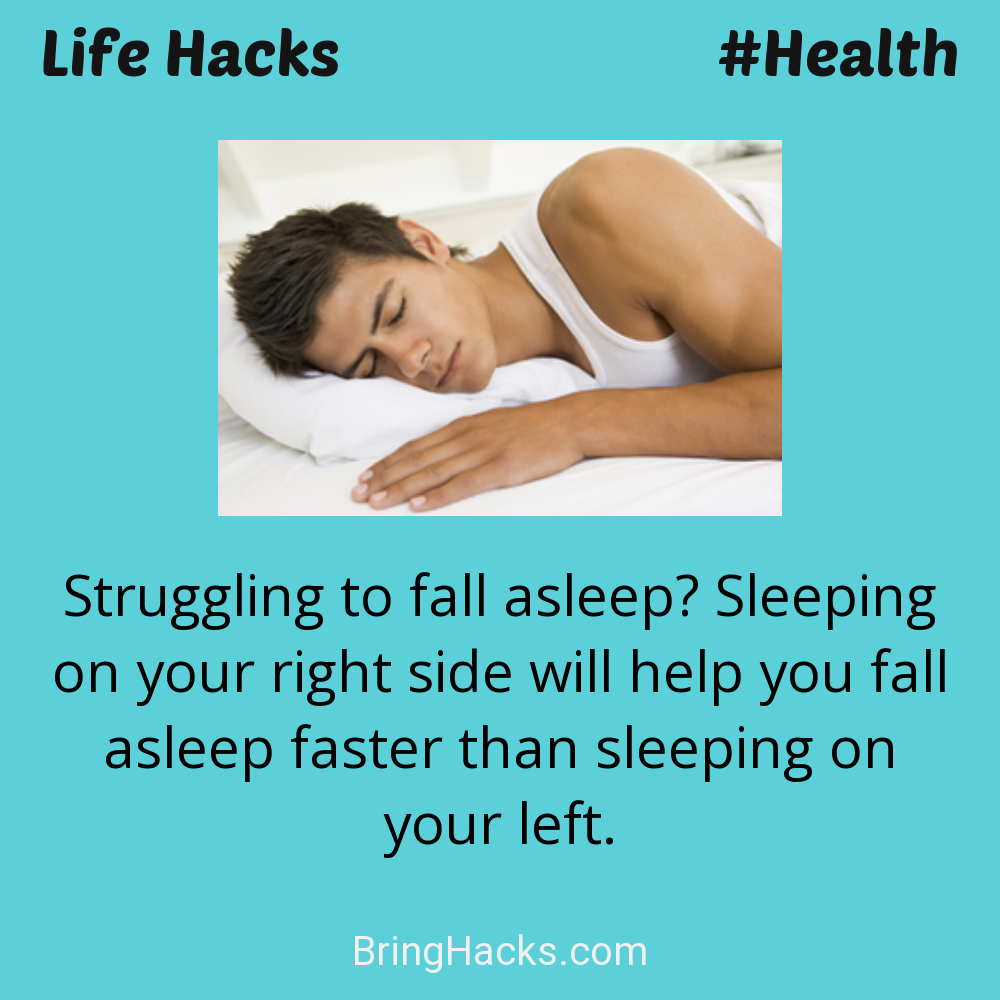 Life Hacks
#Health
Struggling to fall asleep? Sleeping
on your right side will help you fall
asleep faster than sleeping on
your left.
BringHacks.com